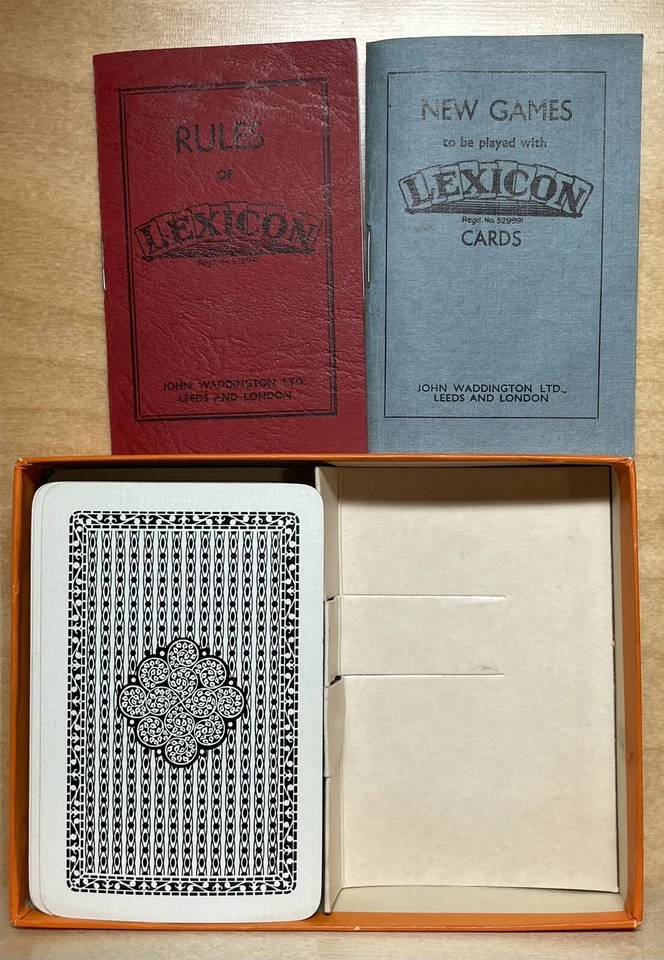 RULES
OF
LEXICON
JOHN WADDINGTON LTD.
LEEDS AND LONDON
NEW GAMES
to be played with
LEXICON
Regd. No. 529991
CARDS
JOHN WADDINGTON LTD.,
LEEDS AND LONDON